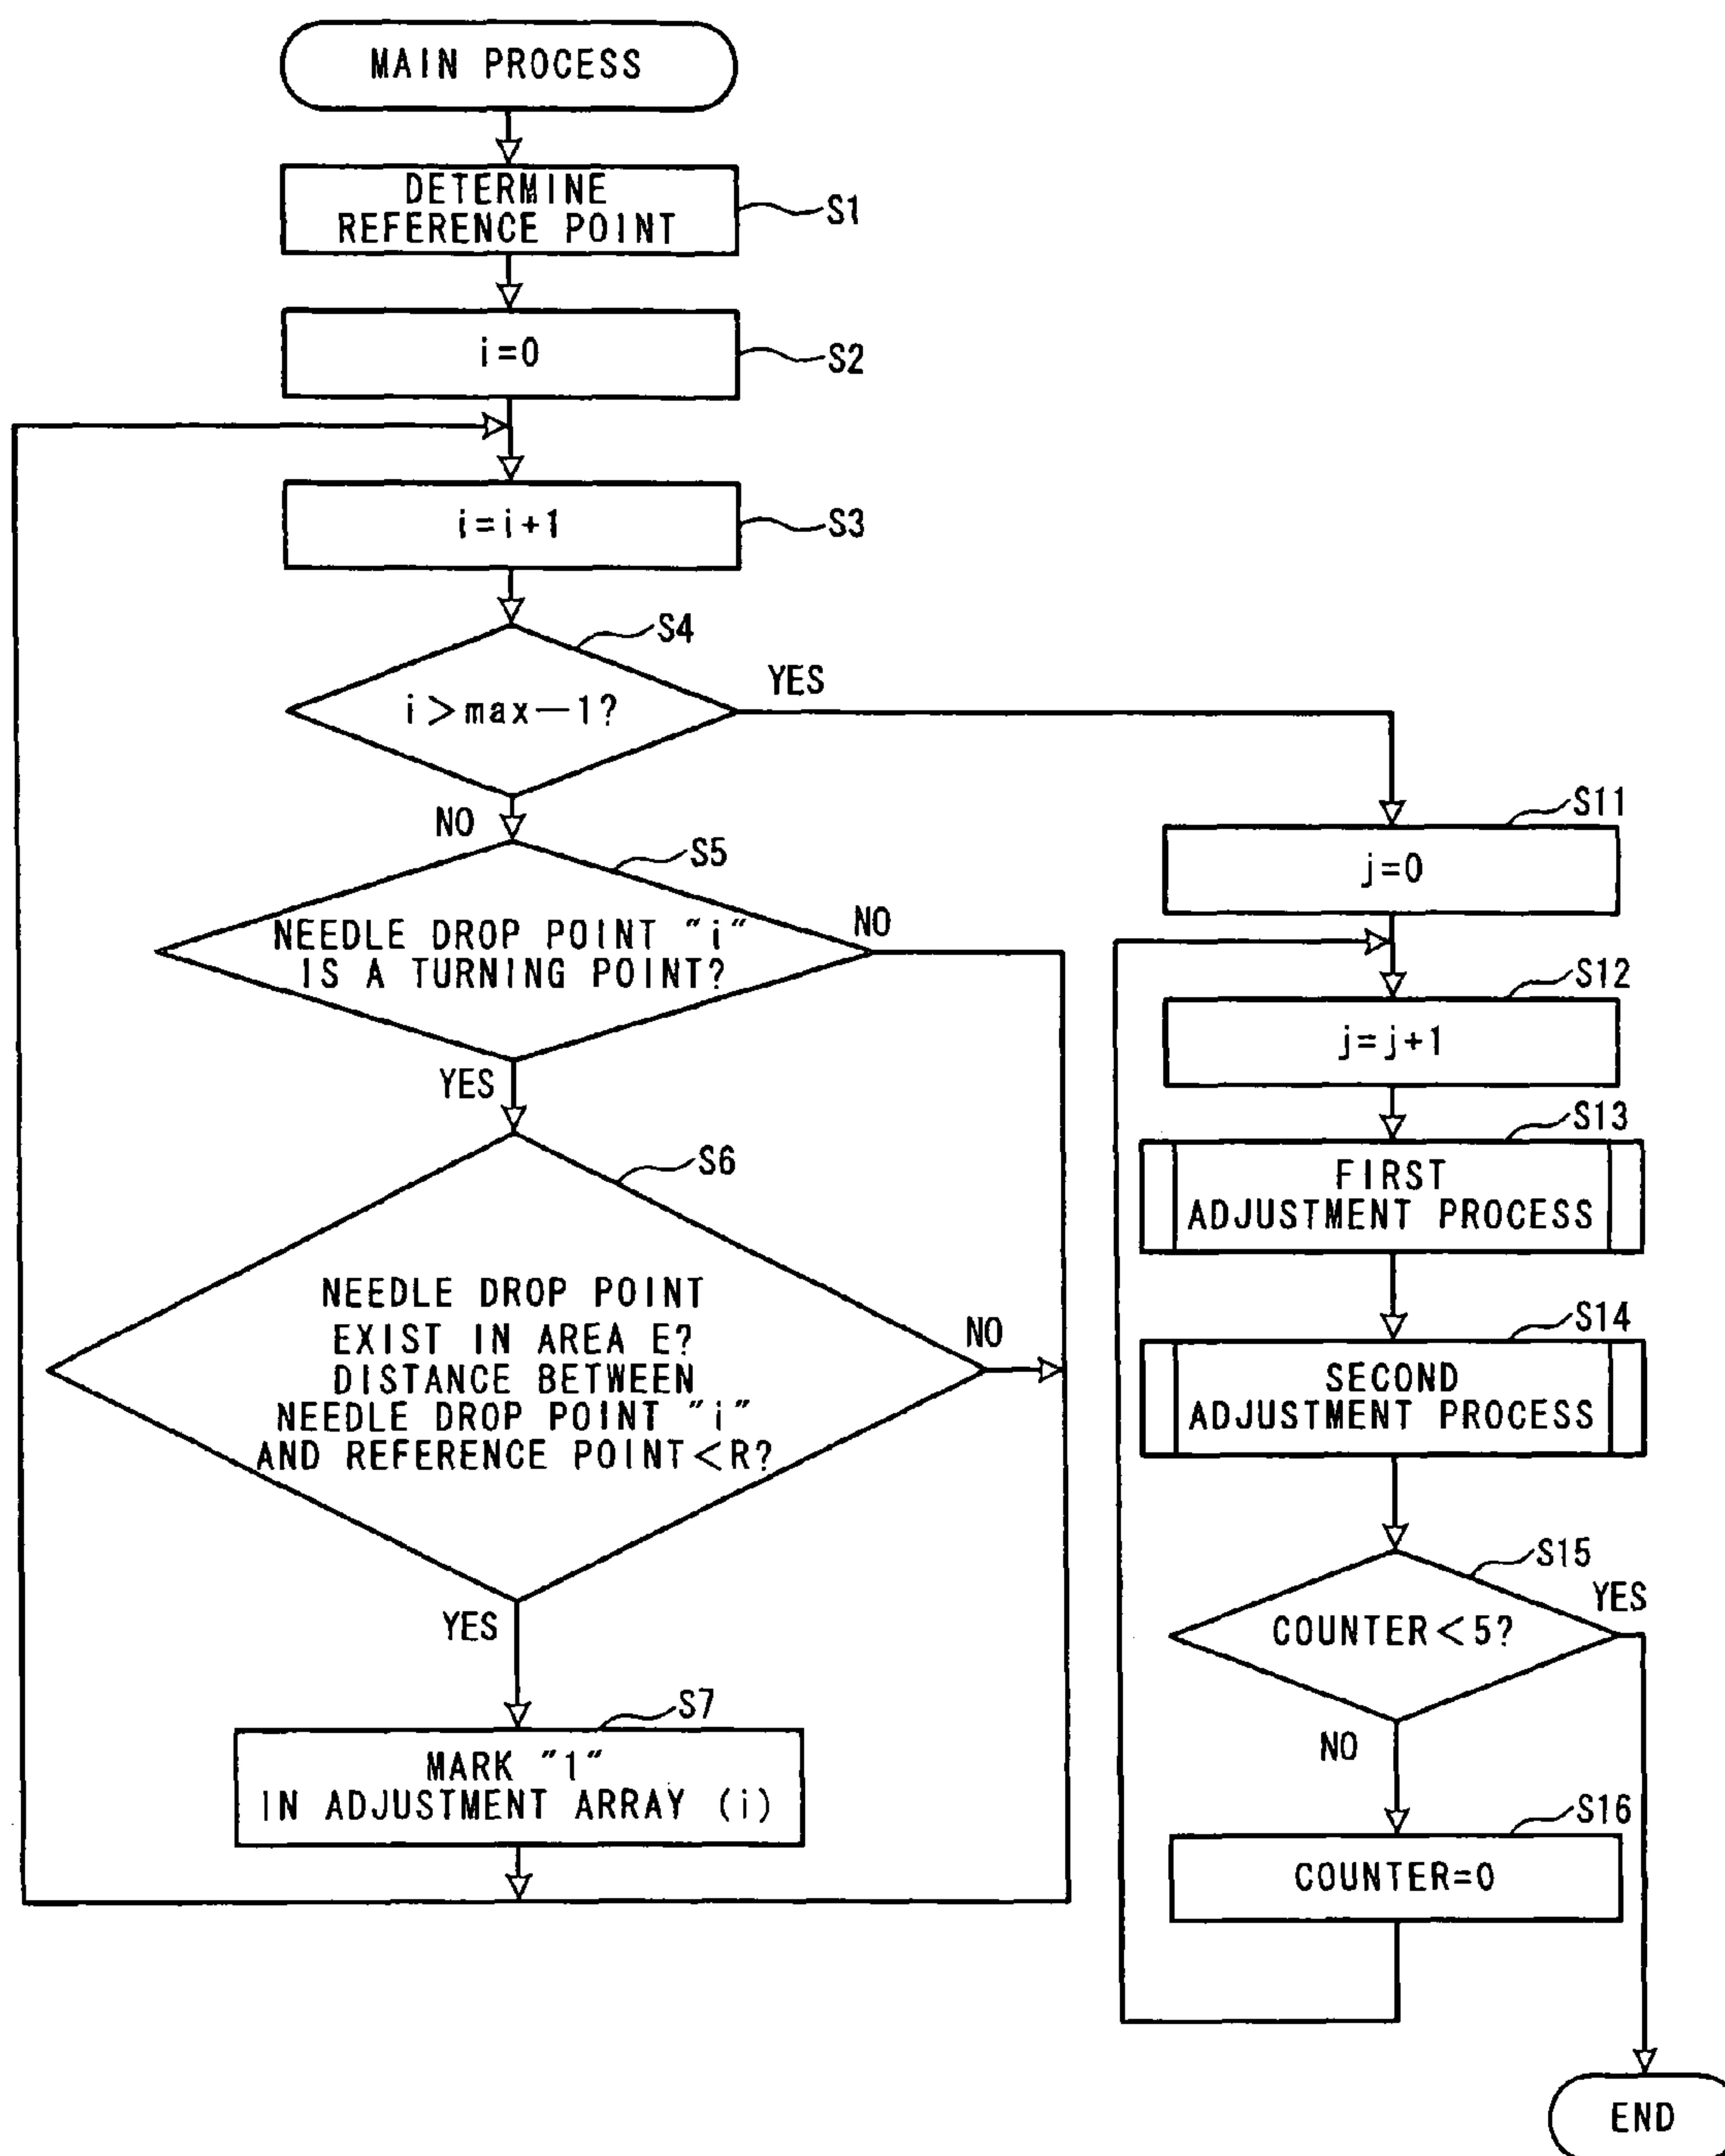 MAIN PROCESS
DETERMINE
REFERENCE POINT
S1
i=0
S2
i=i+1
S3
S4
i>max-1?
YES
NO
S5
NEEDLE DROP POINT "i"
IS A TURNING POINT?
NO
YES
S6
NEEDLE DROP POINT
EXIST IN AREA E?
DISTANCE BETWEEN
NEEDLE DROP POINT "i"
AND REFERENCE POINT<R?
NO
YES
S7
MARK "1"
IN ADJUSTMENT ARRAY (i)
S11
j=0
S12
j=j+1
S13
FIRST
ADJUSTMENT PROCESS
S14
SECOND
ADJUSTMENT PROCESS
S15
COUNTER<5?
YES
NO
S16
COUNTER=0
END